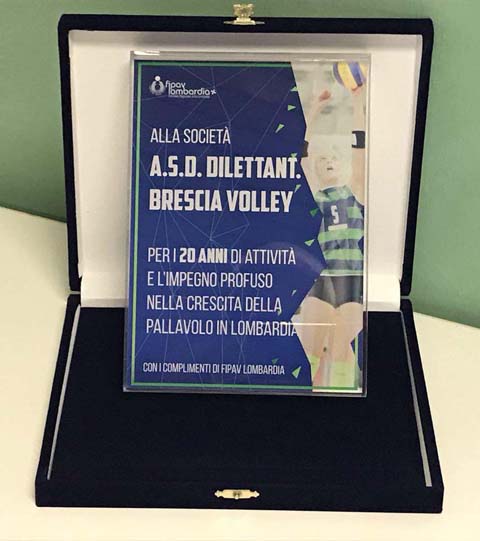 fipav
lombardia
ALLA SOCIETÀ
A.S.D. DILETTANT.
BRESCIA VOLLEY
PER I 20 ANNI DI ATTIVITÀ
E L'IMPEGNO PROFUSO
NELLA CRESCITA DELLA
PALLAVOLO IN LOMBARDIA
CON I COMPLIMENTI DI FIPAV LOMBARDIA
5